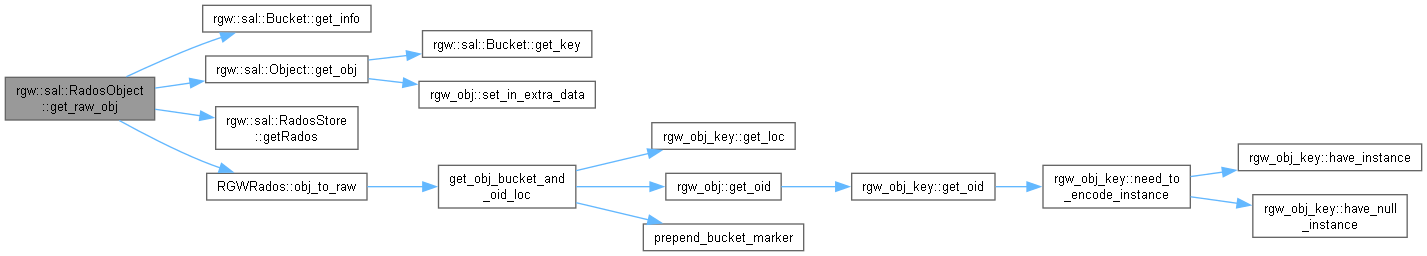 rgw::sal::RadosObject
::get_raw_obj
rgw::sal::Bucket::get_info
rgw::sal::Object::get_obj
rgw::sal::Bucket::get_key
rgw_obj::set_in_extra_data
rgw::sal::RadosStore
::getRados
RGWRados::obj_to_raw
get_obj_bucket_and
_oid_loc
rgw_obj_key::get_loc
rgw_obj::get_oid
rgw_obj_key::get_oid
rgw_obj_key::need_to
_encode_instance
rgw_obj_key::have_instance
rgw_obj_key::have_null
_instance
prepend_bucket_marker